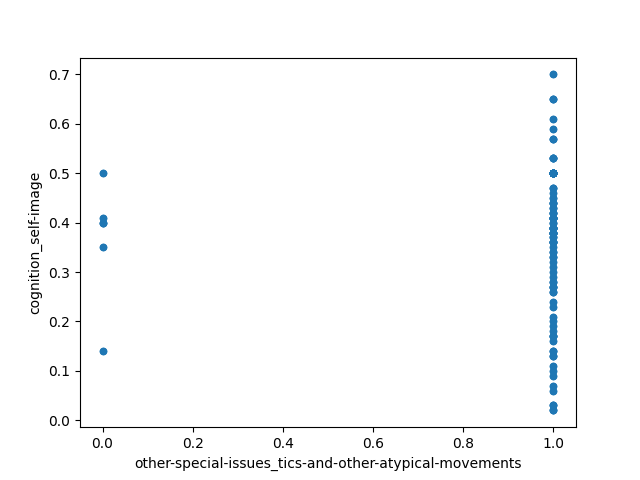 0.7
0.6
0.5
0.4
0.3
0.2
0.1
0.0
cognition_self-image
0.0 0.2 0.4 0.6 0.8 1.0
other-special-issues_tics-and-other-atypical-movements